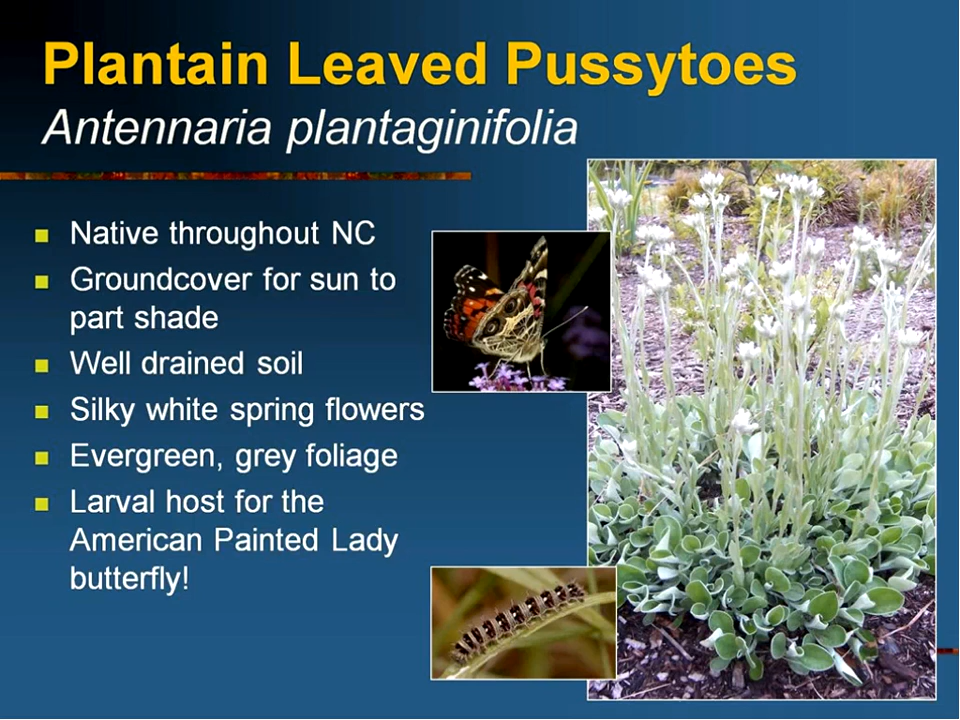 Plantain Leaved Pussytoes
Antennaria plantaginifolia
Native throughout NC
Groundcover for sun to
part shade
Well drained soil
Silky white spring flowers
Evergreen, grey foliage
Larval host for the
American Painted Lady
butterfly!